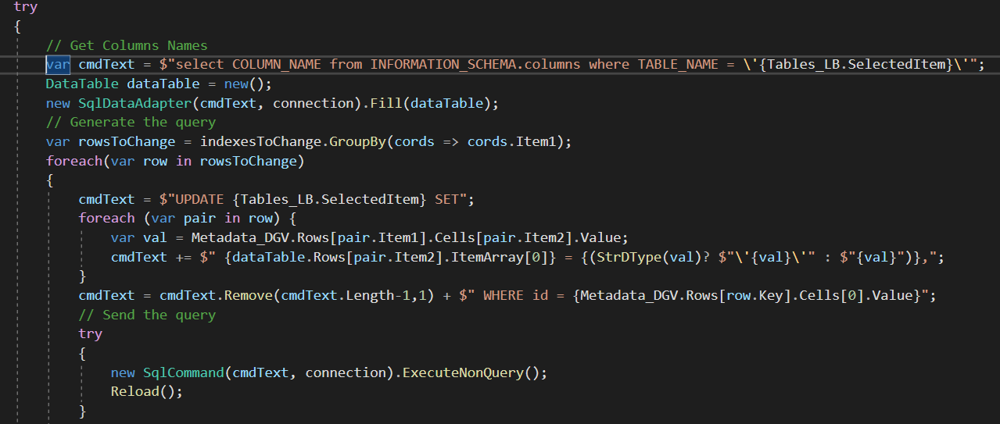 try
{
// Get Columns Names
var cmdText = $"select COLUMN_NAME from INFORMATION_SCHEMA.columns where TABLE_NAME = \'{Tables_LB.SelectedItem}\'";
DataTable dataTable = new();
new SqlDataAdapter(cmdText, connection).Fill(dataTable);
// Generate the query
var rowsToChange = indexesToChange.GroupBy(cords => cords.Item1);
foreach(var row in rowsToChange)
{
cmdText = $"UPDATE {Tables_LB.SelectedItem} SET";
foreach (var pair in row) {
var val = Metadata_DGV.Rows[pair.Item1].Cells[pair.Item2].Value;
cmdText += $" {dataTable.Rows[pair.Item2].ItemArray[0]} = {(StrDType(val)? $"\'{val}\'" : $"{val}")},";
}
cmdText = cmdText.Remove(cmdText.Length-1,1) + $" WHERE id = {Metadata_DGV.Rows[row.Key].Cells[0].Value}";
// Send the query
try
{
new SqlCommand(cmdText, connection).ExecuteNonQuery();
Reload();
}